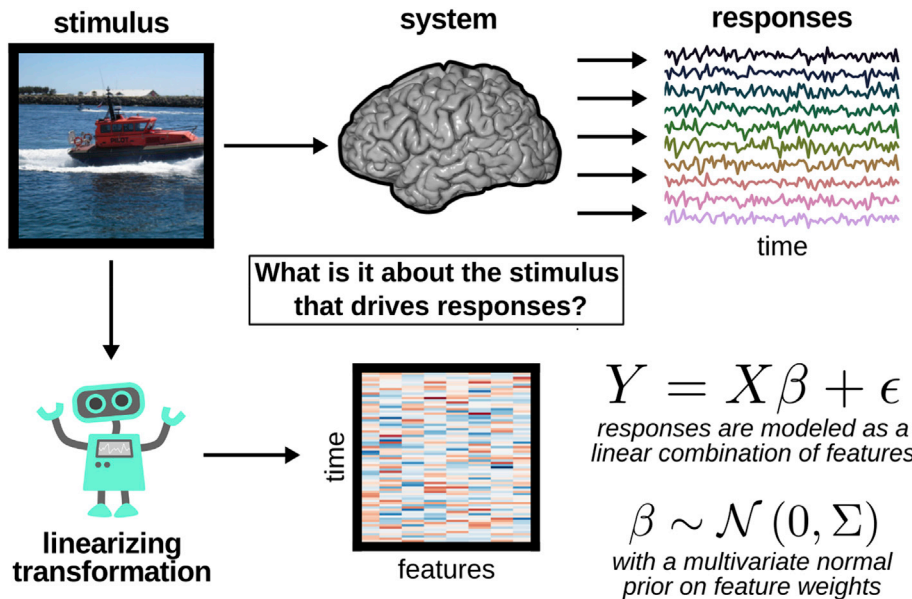 stimulus
system
responses
PILOT
time
What is it about the stimulus
that drives responses?
time
features
linearizing
transformation
Y = Xβ + ϵ
responses are modeled as a
linear combination of features
β ∼ 𝒩 (0, Σ)
with a multivariate normal
prior on feature weights